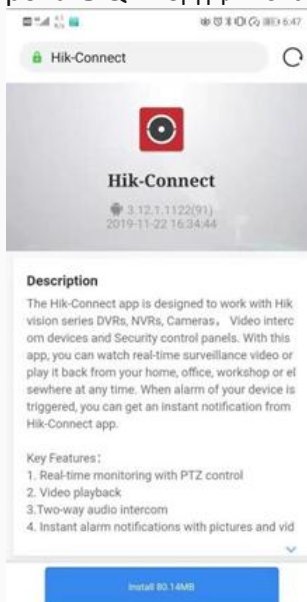 6:47
Hik-Connect
Hik-Connect
3.12.1.1122(91)
2019-11-22 16:34:44
Description
The Hik-Connect app is designed to work with Hik
vision series DVRs, NVRs, Cameras， Video interc
om devices and Security control panels. With this
app, you can watch real-time surveillance video or
play it back from your home, office, workshop or el
sewhere at any time. When alarm of your device is
triggered, you can get an instant notification from
Hik-Connect app.
Key Features：
1. Real-time monitoring with PTZ control
2. Video playback
3.Two-way audio intercom
4. Instant alarm notifications with pictures and vid
Install 80.14MB